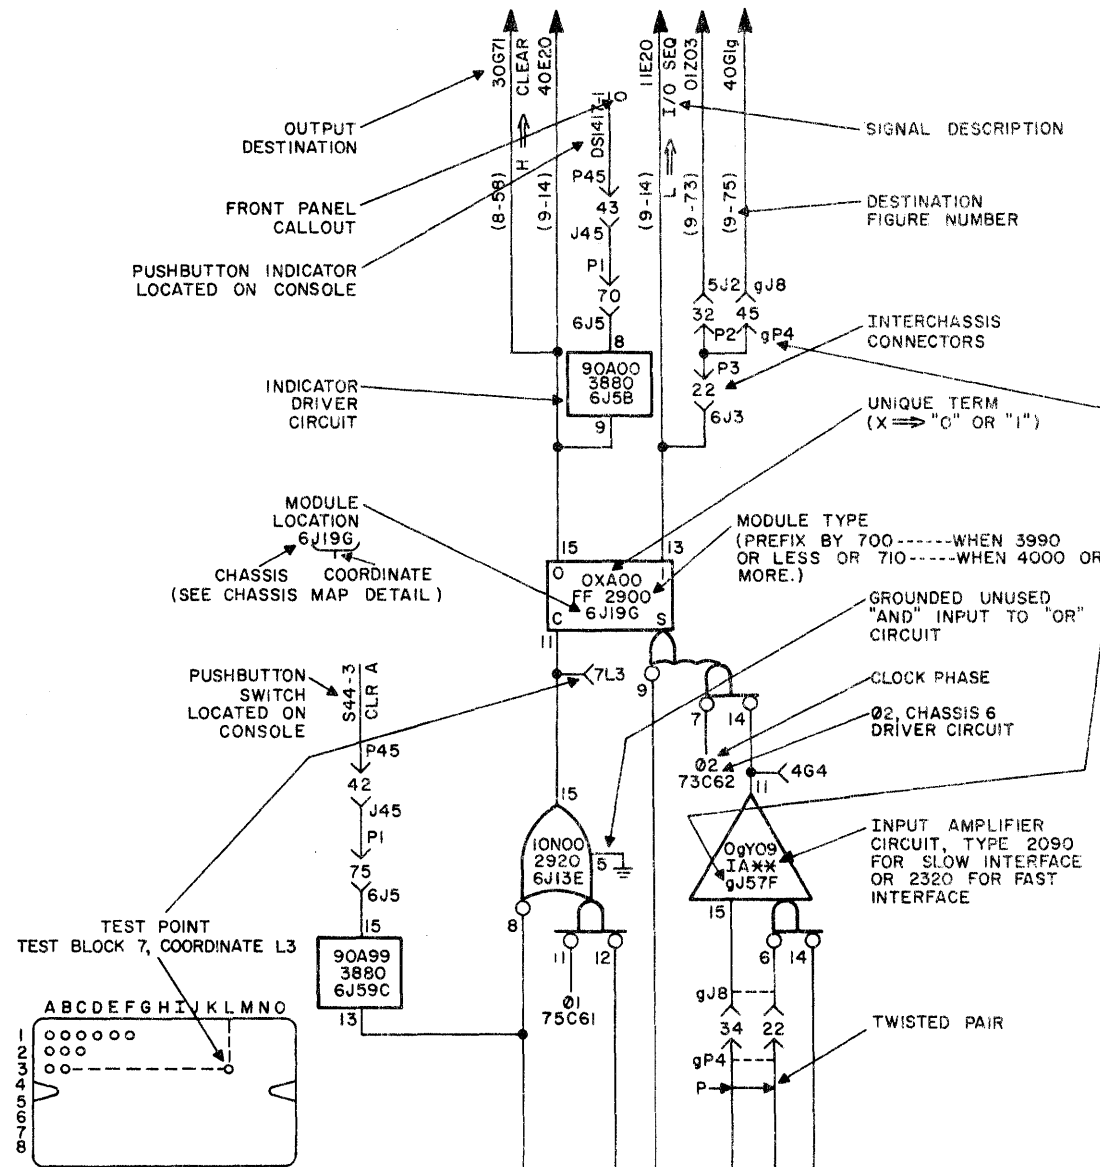 30G71
H ⟹ CLEAR
40E20
DS1417-1
0
11E20
L ⟹ I/O SEQ
01Z03
40G1g
(8-58)
(9-14)
(9-14)
(9-73)
(9-75)
OUTPUT
DESTINATION
SIGNAL DESCRIPTION
FRONT PANEL
CALLOUT
P45
43
J45
DESTINATION
FIGURE NUMBER
PUSHBUTTON INDICATOR
LOCATED ON CONSOLE
P1
70
6J5
8
5J2
gJ8
32
45
P2
gP4
INTERCHASSIS
CONNECTORS
INDICATOR
DRIVER
CIRCUIT
90A00
3880
6J5B
9
P3
22
6J3
UNIQUE TERM
(X ⟹ "0" OR "1")
MODULE
LOCATION
6J19G
CHASSIS COORDINATE
(SEE CHASSIS MAP DETAIL)
MODULE TYPE
(PREFIX BY 700------WHEN 3990
OR LESS OR 710-----WHEN 4000 OR
MORE.)
15
13
0
1
0XA00
FF 2900
6J19G
C
S
11
GROUNDED UNUSED
"AND" INPUT TO "OR"
CIRCUIT
PUSHBUTTON
SWITCH
LOCATED ON
CONSOLE
S44-3
CLR A
7L3
9
7
14
CLOCK PHASE
Ø2, CHASSIS 6
DRIVER CIRCUIT
Ø2
73C62
4G4
11
P45
42
J45
P1
75
6J5
15
15
10N00
2920
6J13E
5
8
11
12
Ø1
75C61
0gY09
IA**
gJ57F
15
6
14
INPUT AMPLIFIER
CIRCUIT, TYPE 2090
FOR SLOW INTERFACE
OR 2320 FOR FAST
INTERFACE
TEST POINT
TEST BLOCK 7, COORDINATE L3
90A99
3880
6J59C
13
gJ8
34
22
gP4
P
TWISTED PAIR
A B C D E F G H I J K L M N O
1
2
3
4
5
6
7
8